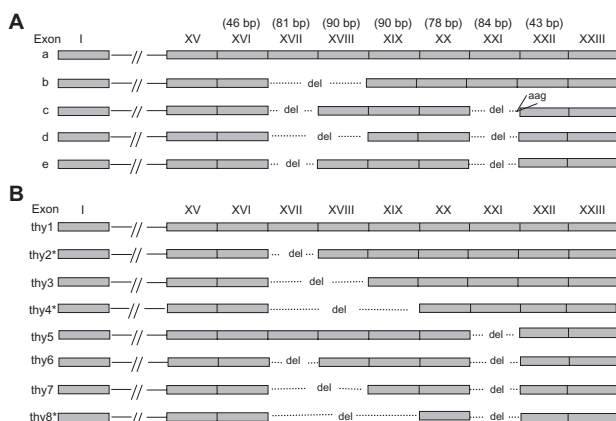 A
(46 bp) (81 bp) (90 bp) (90 bp) (78 bp) (84 bp) (43 bp)
Exon I XV XVI XVII XVIII XIX XX XXI XXII XXIII
a
b del
c del del aag
d del del
e del del
B
Exon I XV XVI XVII XVIII XIX XX XXI XXII XXIII
thy1
thy2* del
thy3 del
thy4* del
thy5 del
thy6 del del
thy7 del del
thy8* del del